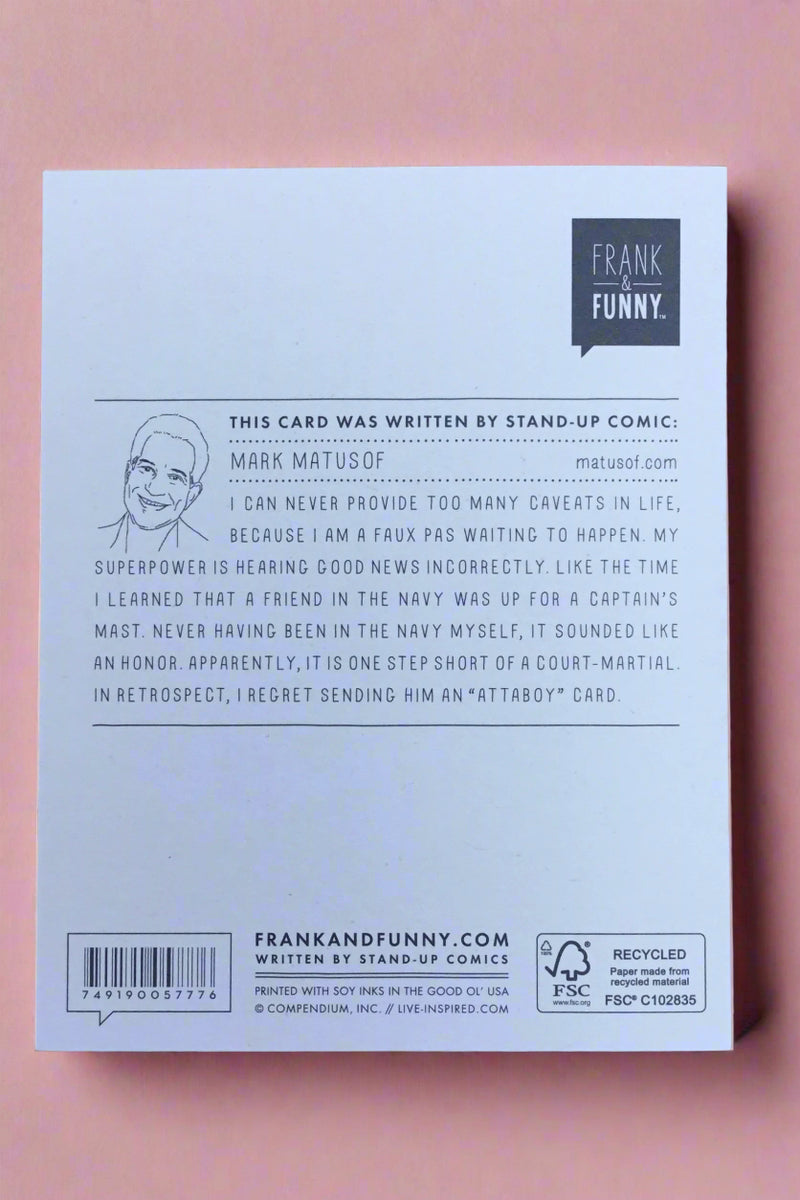 FRANK
&
FUNNY™
THIS CARD WAS WRITTEN BY STAND-UP COMIC:
MARK MATUSOF matusof.com
I CAN NEVER PROVIDE TOO MANY CAVEATS IN LIFE,
BECAUSE I AM A FAUX PAS WAITING TO HAPPEN. MY
SUPERPOWER IS HEARING GOOD NEWS INCORRECTLY. LIKE THE TIME
I LEARNED THAT A FRIEND IN THE NAVY WAS UP FOR A CAPTAIN'S
MAST. NEVER HAVING BEEN IN THE NAVY MYSELF, IT SOUNDED LIKE
AN HONOR. APPARENTLY, IT IS ONE STEP SHORT OF A COURT-MARTIAL.
IN RETROSPECT, I REGRET SENDING HIM AN “ATTABOY” CARD.
749190057776
FRANKANDFUNNY.COM
WRITTEN BY STAND-UP COMICS
PRINTED WITH SOY INKS IN THE GOOD OL' USA
© COMPENDIUM, INC. // LIVE-INSPIRED.COM
100%
®
FSC
www.fsc.org
RECYCLED
Paper made from
recycled material
FSC® C102835